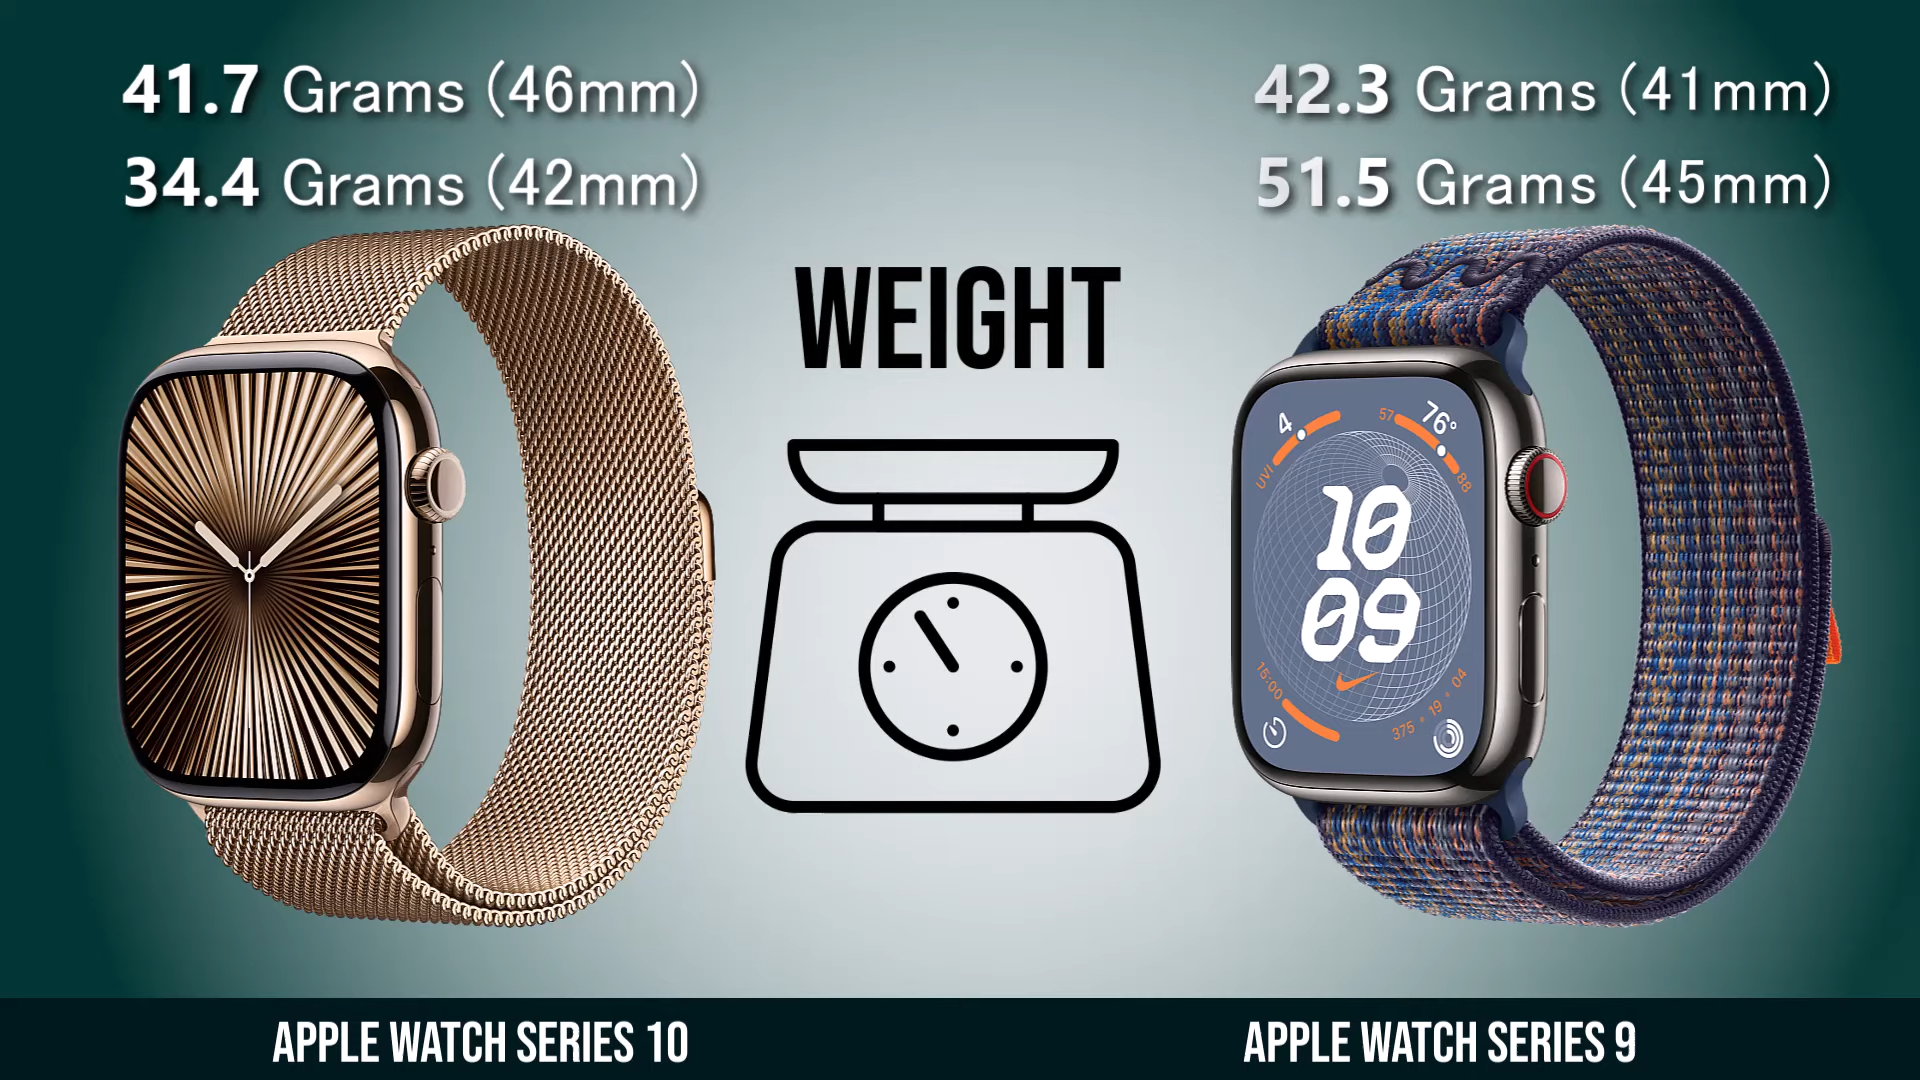 41.7 Grams (46mm)
34.4 Grams (42mm)
42.3 Grams (41mm)
51.5 Grams (45mm)
WEIGHT
4
UVI
57
76°
88
10
09
15:00
375 • 19 • 04
APPLE WATCH SERIES 10
APPLE WATCH SERIES 9